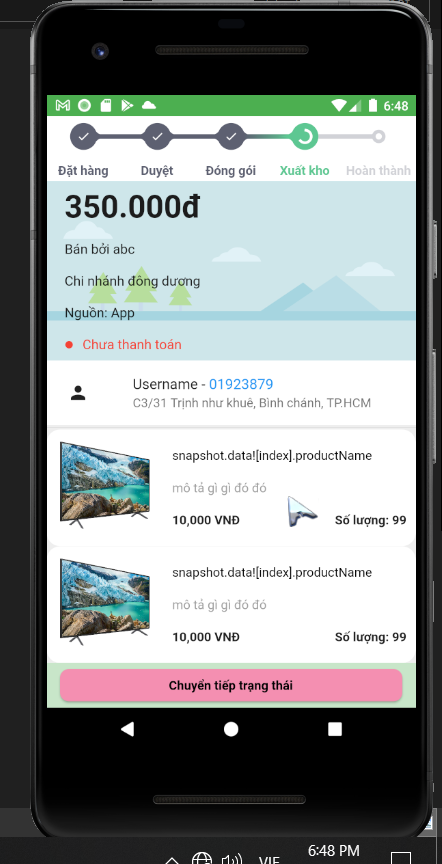 6:48
Đặt hàng Duyệt Đóng gói Xuất kho Hoàn thành
350.000đ
Bán bởi abc
Chi nhánh đông dương
Nguồn: App
Chưa thanh toán
Username - 01923879
C3/31 Trịnh như khuê, Bình chánh, TP.HCM
snapshot.data![index].productName
mô tả gì gì đó đó
10,000 VNĐ Số lượng: 99
snapshot.data![index].productName
mô tả gì gì đó đó
10,000 VNĐ Số lượng: 99
Chuyển tiếp trạng thái
6:48 PM
VIE